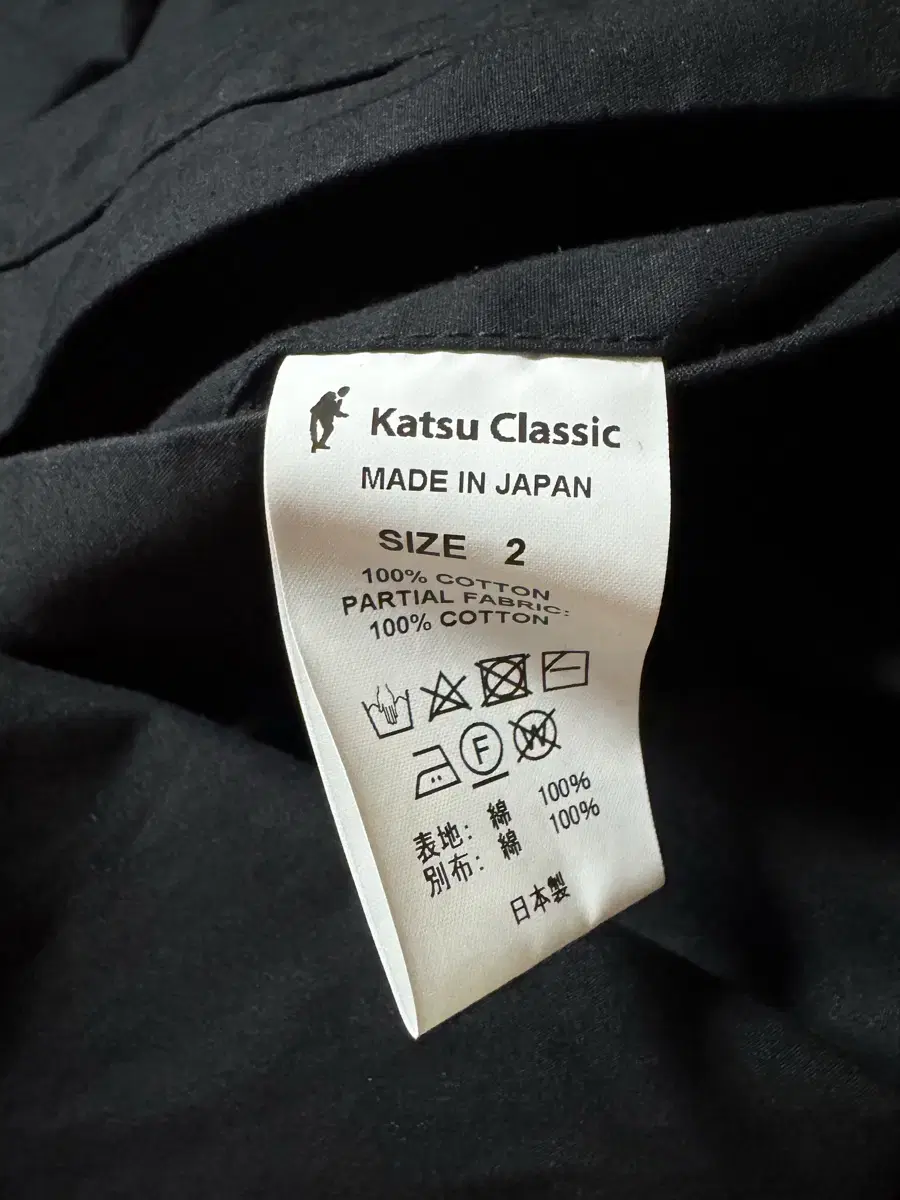 Katsu Classic
MADE IN JAPAN
SIZE 2
100% COTTON
PARTIAL FABRIC:
100% COTTON
F
W
表地: 綿 100%
別布: 綿 100%
日本製